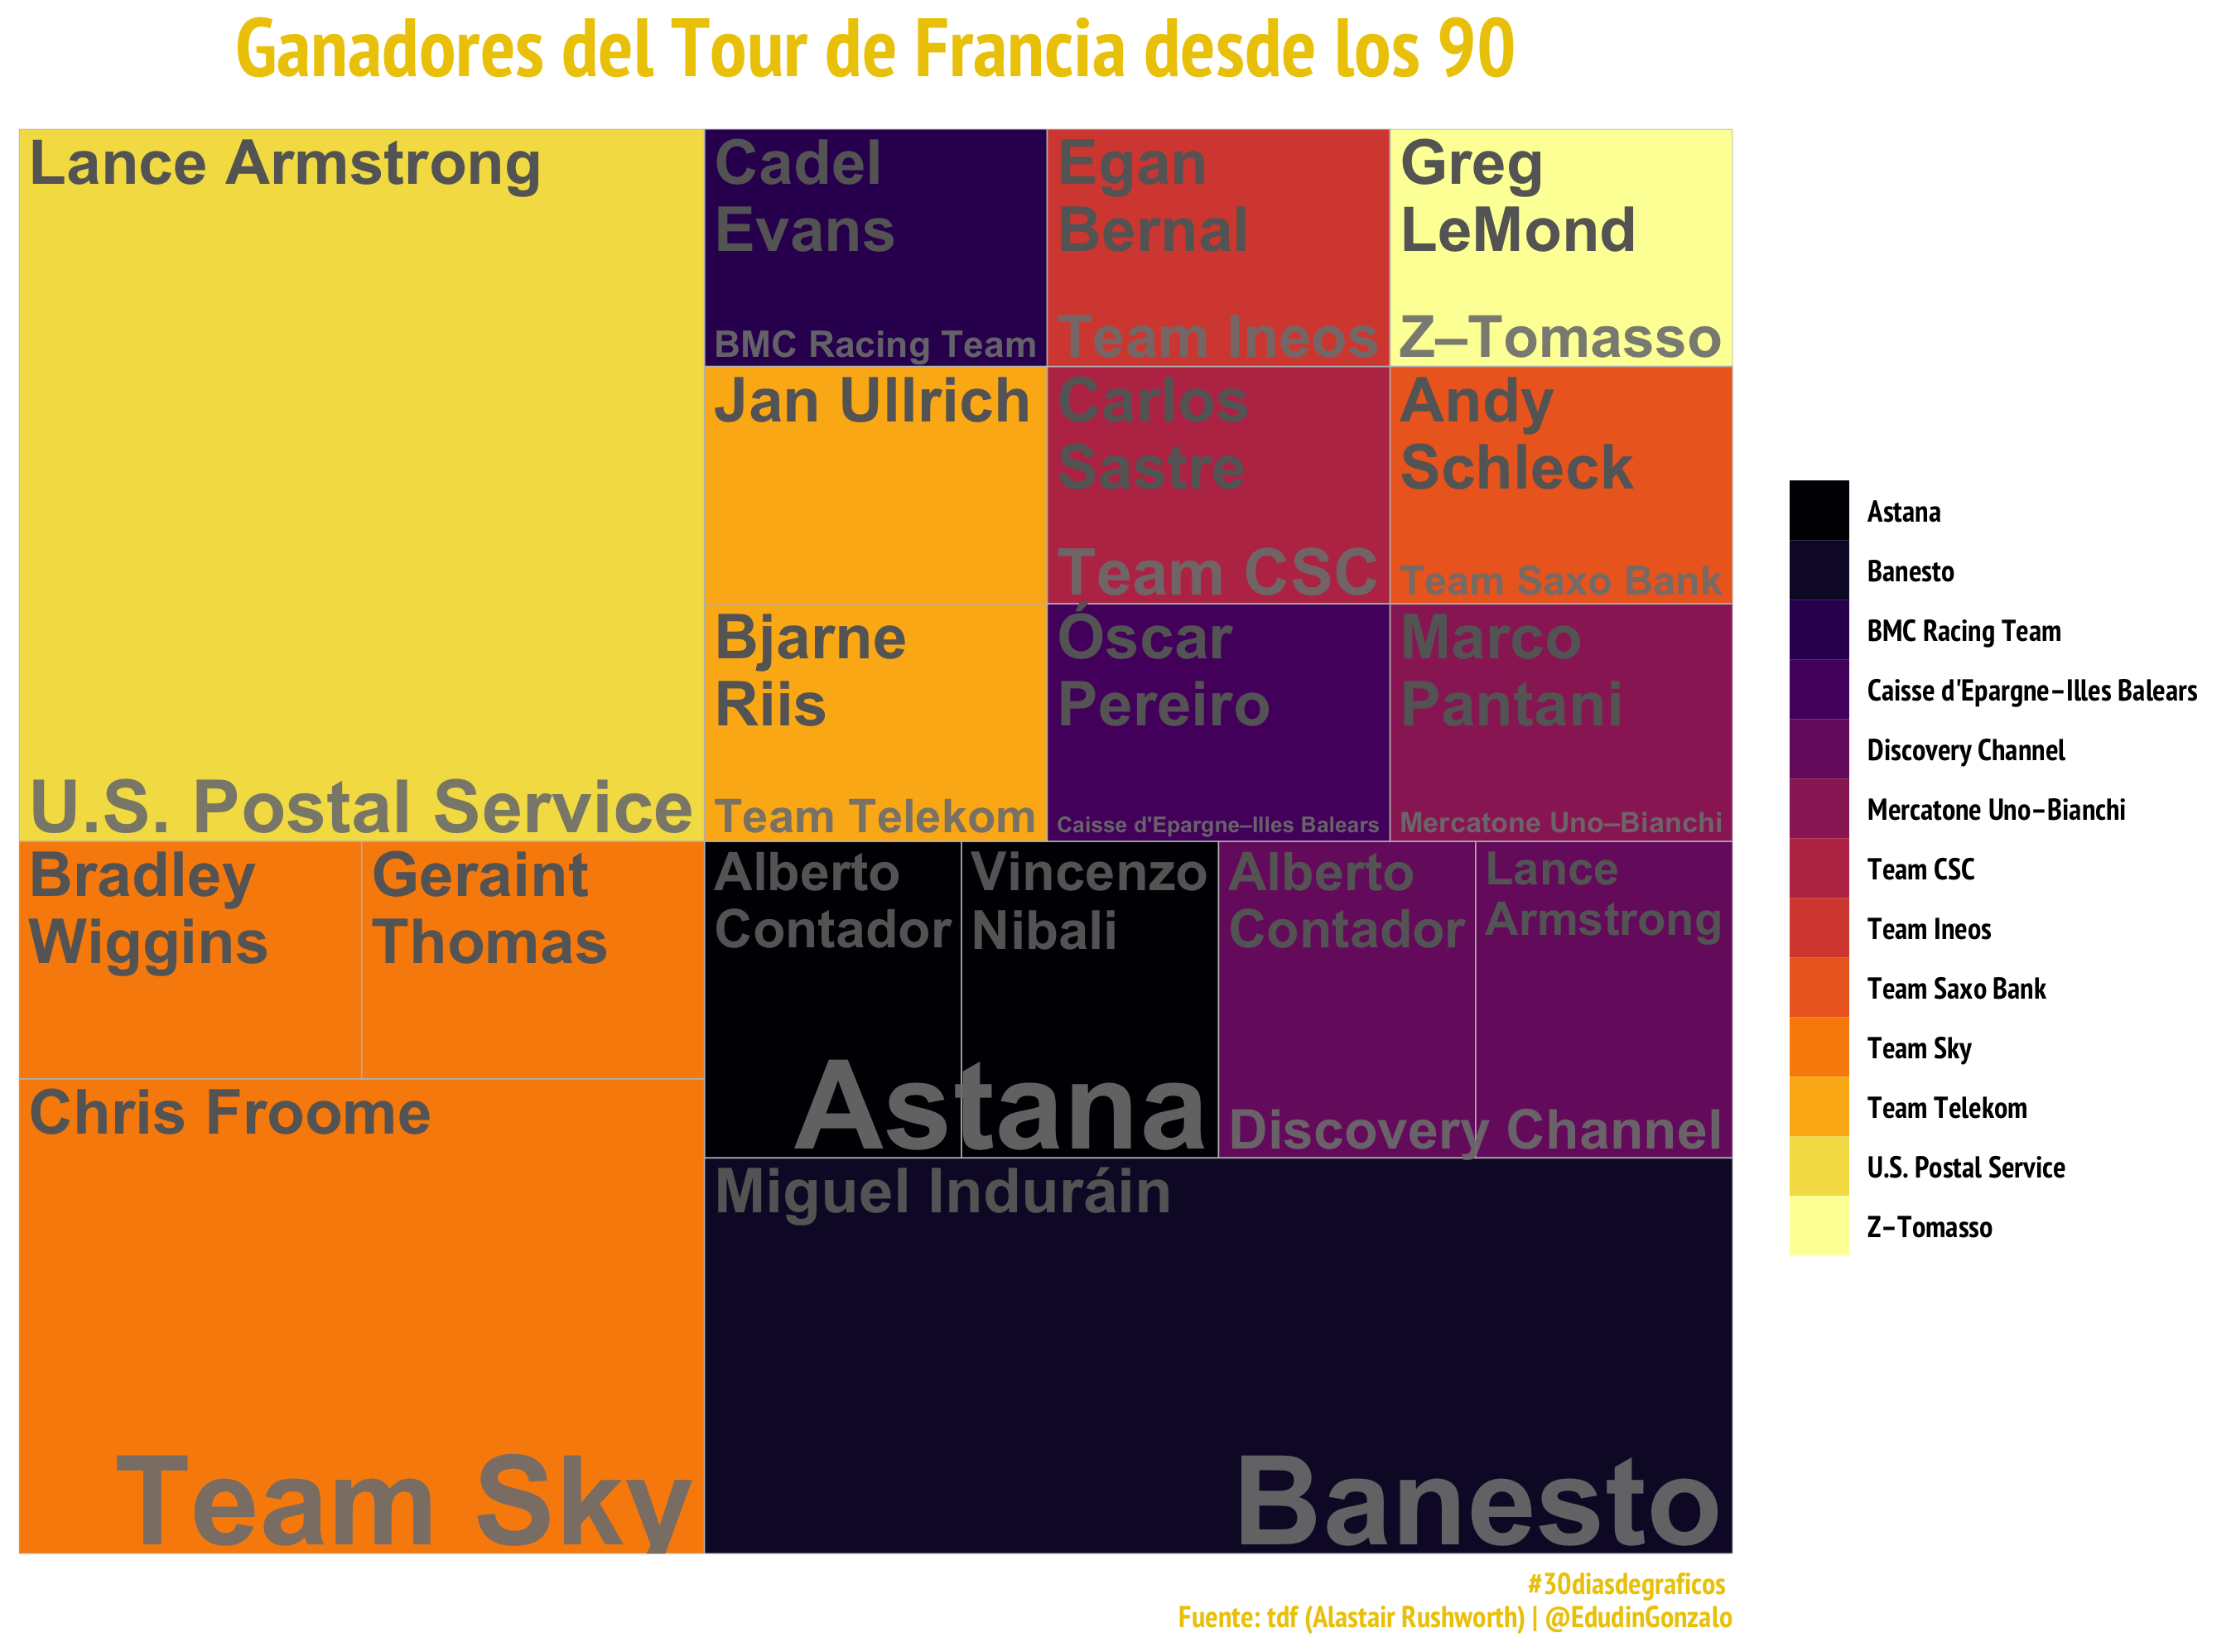 Ganadores del Tour de Francia desde los 90
Lance Armstrong
U.S. Postal Service
Cadel
Evans
BMC Racing Team
Egan
Bernal
Team Ineos
Greg
LeMond
Z–Tomasso
Jan Ullrich
Carlos
Sastre
Team CSC
Andy
Schleck
Team Saxo Bank
Bjarne
Riis
Team Telekom
Óscar
Pereiro
Caisse d'Epargne–Illes Balears
Marco
Pantani
Mercatone Uno–Bianchi
Bradley
Wiggins
Geraint
Thomas
Chris Froome
Team Sky
Alberto
Contador
Vincenzo
Nibali
Astana
Alberto
Contador
Lance
Armstrong
Discovery Channel
Miguel Induráin
Banesto
Astana
Banesto
BMC Racing Team
Caisse d'Epargne–Illes Balears
Discovery Channel
Mercatone Uno–Bianchi
Team CSC
Team Ineos
Team Saxo Bank
Team Sky
Team Telekom
U.S. Postal Service
Z–Tomasso
#30diasdegraficos
Fuente: tdf (Alastair Rushworth) | @EdudinGonzalo